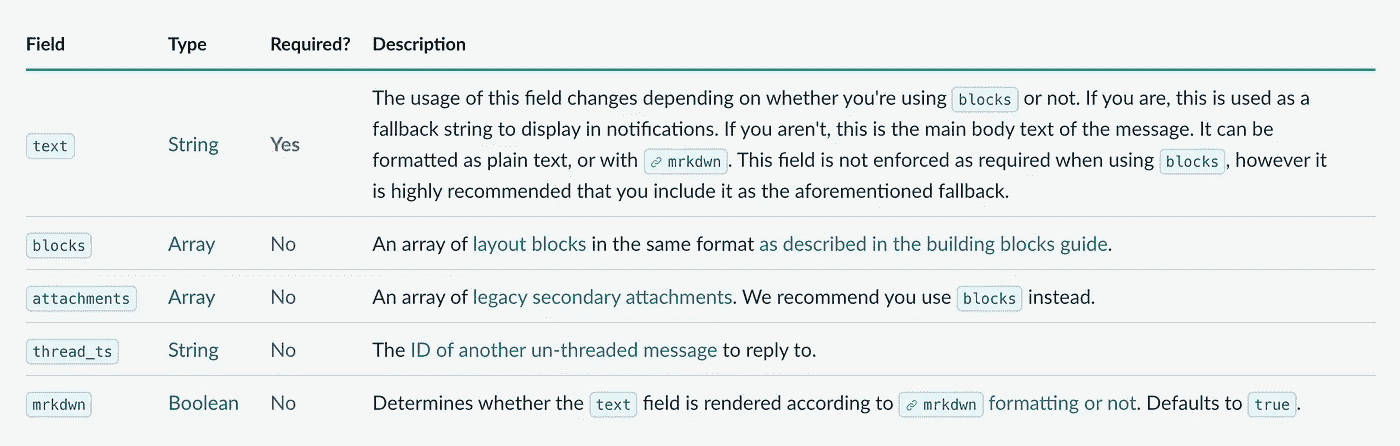 Field Type Required? Description
The usage of this field changes depending on whether you're using blocks or not. If you are, this is used as a
fallback string to display in notifications. If you aren't, this is the main body text of the message. It can be
text String Yes
formatted as plain text, or with mrkdwn. This field is not enforced as required when using blocks, however it
is highly recommended that you include it as the aforementioned fallback.
blocks Array No An array of layout blocks in the same format as described in the building blocks guide.
attachments Array No An array of legacy secondary attachments. We recommend you use blocks instead.
thread_ts String No The ID of another un-threaded message to reply to.
mrkdwn Boolean No Determines whether the text field is rendered according to mrkdwn formatting or not. Defaults to true.